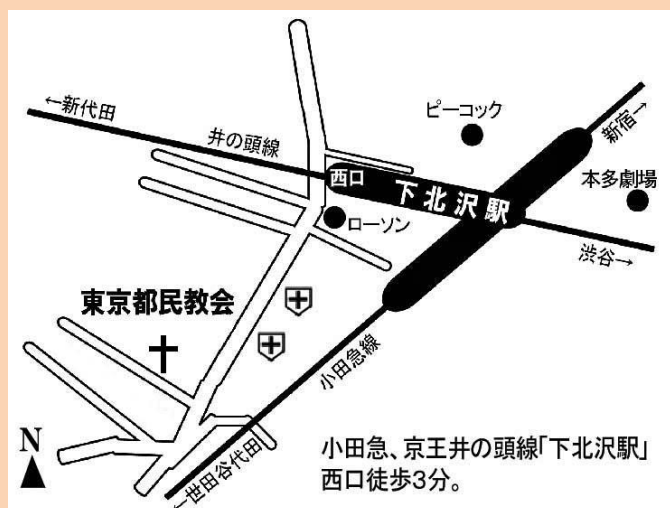 ←新代田
井の頭線
ピーコック
新宿→
西口
下北沢駅
本多劇場
ローソン
渋谷→
東京都民教会
小田急線
N
←世田谷代田
小田急、京王井の頭線「下北沢駅」
西口徒歩3分。